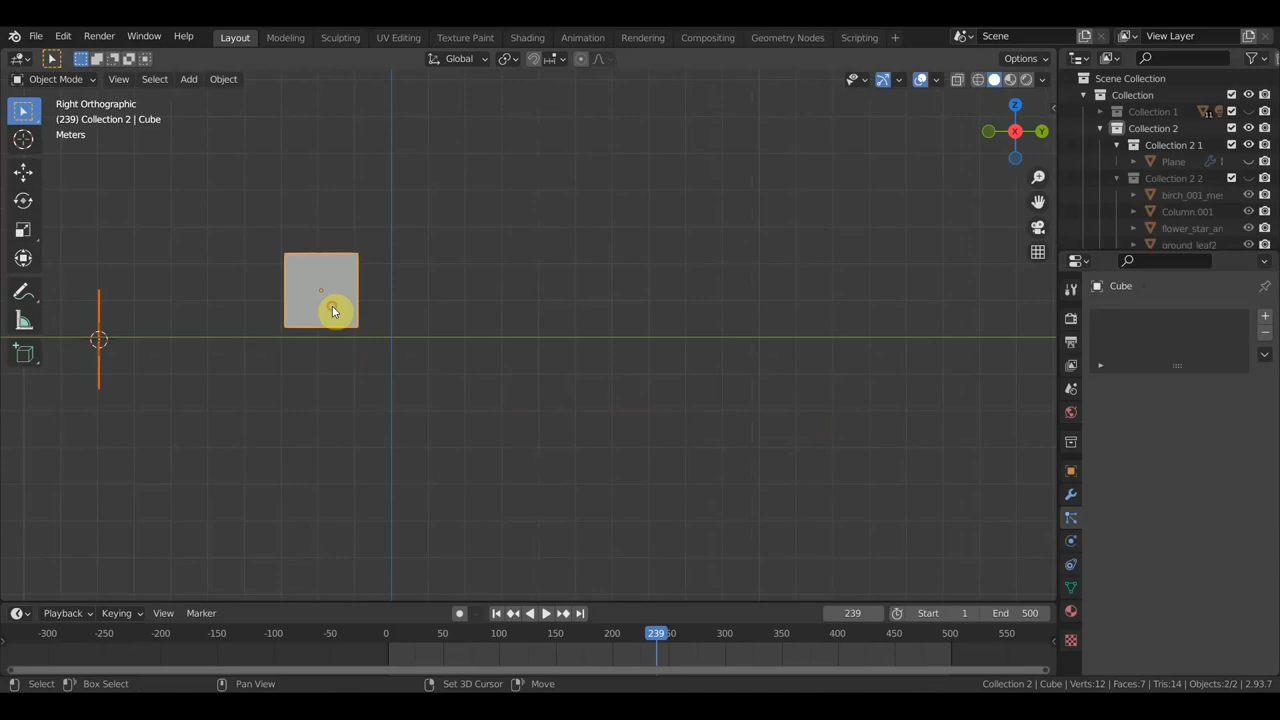 File Edit Render Window Help Layout Modeling Sculpting UV Editing Texture Paint Shading Animation Rendering Compositing Geometry Nodes Scripting + Scene View Layer
Global Options
Object Mode View Select Add Object
Right Orthographic
(239) Collection 2 | Cube
Meters
Z
X
Y
Scene Collection
Collection
Collection 1 11
Collection 2
Collection 2 1
Plane
Collection 2 2
birch_001_me
Column.001
flower_star_an
ground leaf2
Cube
Playback Keying View Marker 239 Start 1 End 500
-300 -250 -200 -150 -100 -50 0 50 100 150 200 239 300 350 400 450 500 550
Select Box Select Pan View Set 3D Cursor Move Collection 2 | Cube | Verts:12 | Faces:7 | Tris:14 | Objects:2/2 | 2.93.7